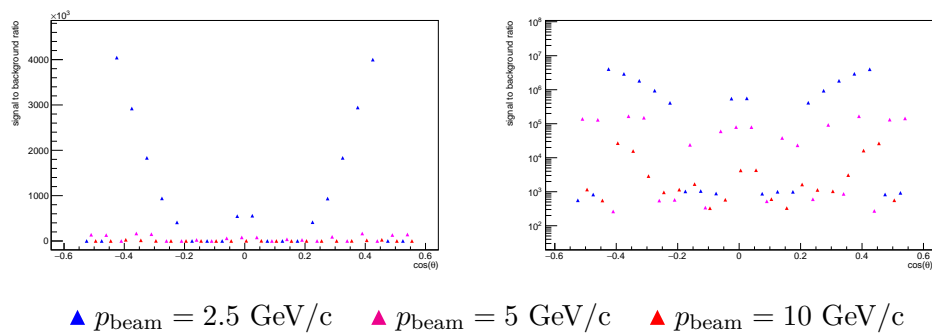 ×10³
signal to background ratio
4000
3000
2000
1000
0
−0.6 −0.4 −0.2 0 0.2 0.4 0.6
cos(θ)
signal to background ratio
10⁸
10⁷
10⁶
10⁵
10⁴
10³
10²
−0.6 −0.4 −0.2 0 0.2 0.4 0.6
cos(θ)
▲ p_beam = 2.5 GeV/c ▲ p_beam = 5 GeV/c ▲ p_beam = 10 GeV/c